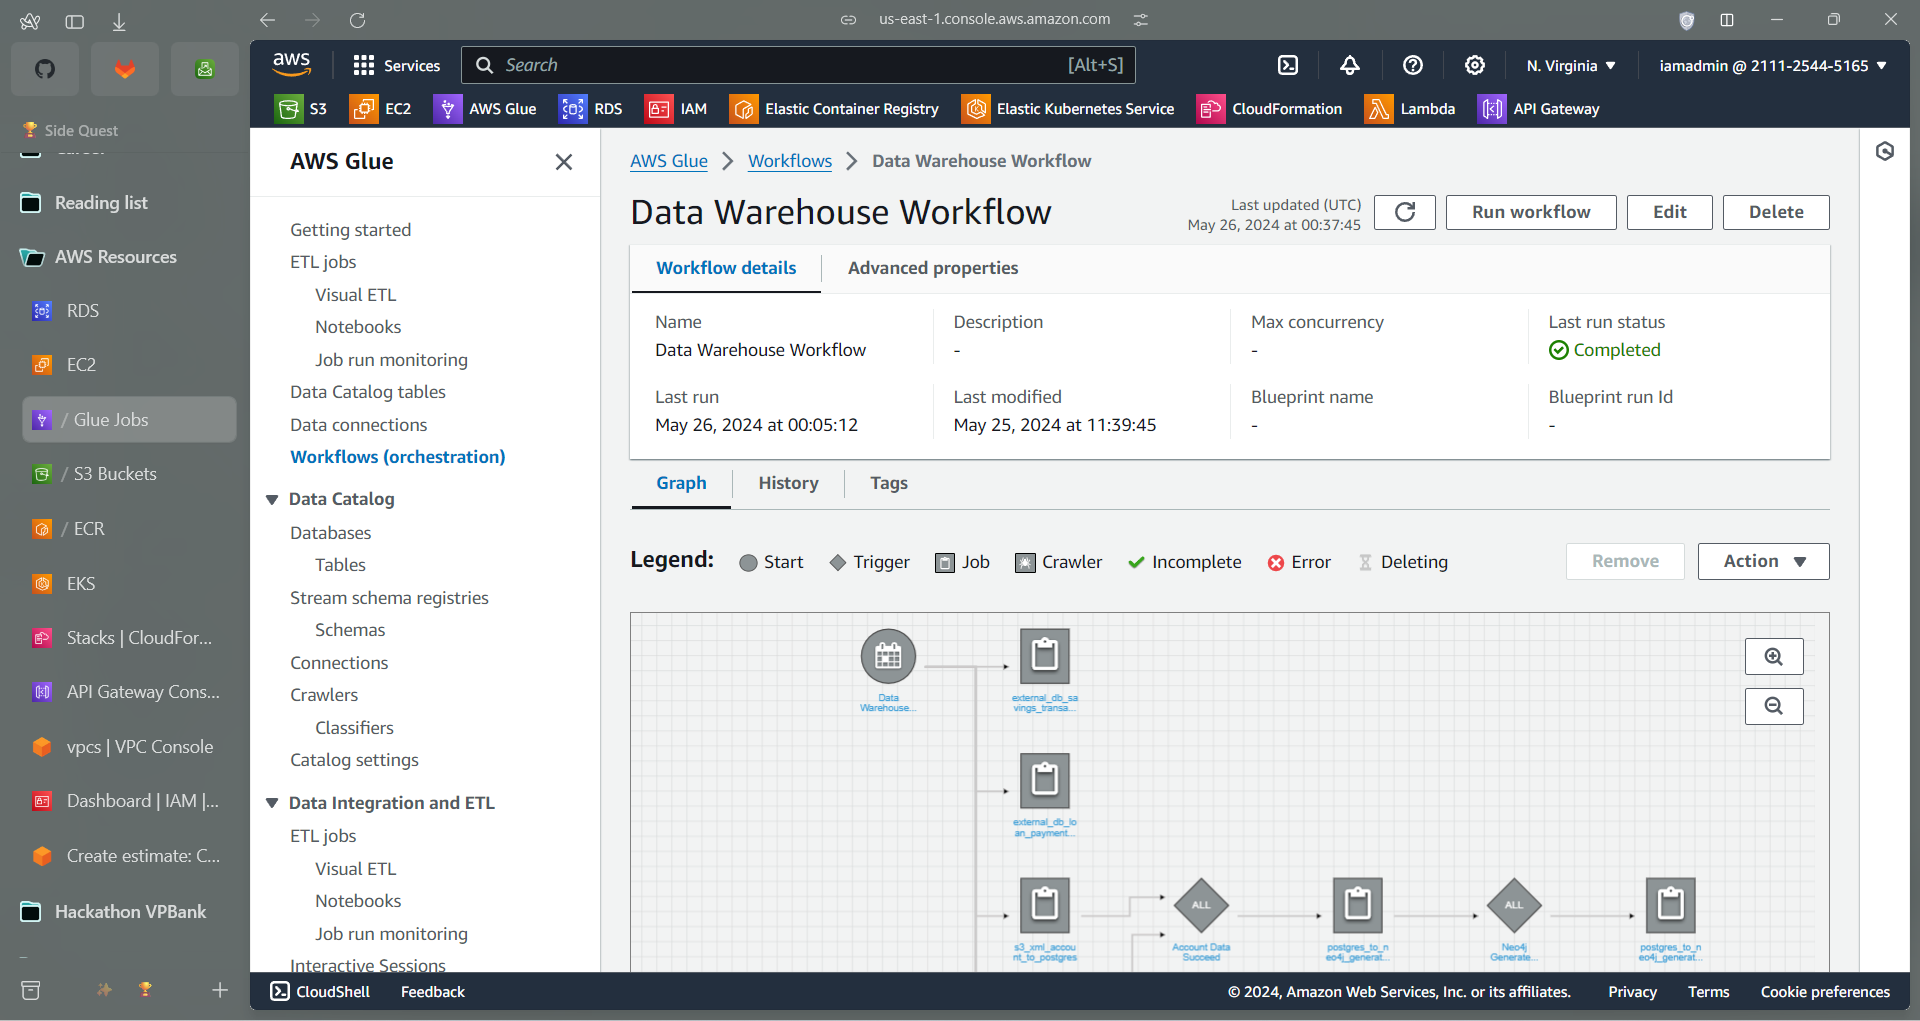 us-east-1.console.aws.amazon.com
Side Quest
Reading list
AWS Resources
RDS
EC2
/ Glue Jobs
/ S3 Buckets
/ ECR
EKS
Stacks | CloudFor...
API Gateway Cons...
vpcs | VPC Console
Dashboard | IAM |...
Create estimate: C...
Hackathon VPBank
aws
Services
Search
[Alt+S]
N. Virginia
iamadmin @ 2111-2544-5165
S3
EC2
AWS Glue
RDS
IAM
Elastic Container Registry
Elastic Kubernetes Service
CloudFormation
Lambda
API Gateway
AWS Glue
Getting started
ETL jobs
Visual ETL
Notebooks
Job run monitoring
Data Catalog tables
Data connections
Workflows (orchestration)
Data Catalog
Databases
Tables
Stream schema registries
Schemas
Connections
Crawlers
Classifiers
Catalog settings
Data Integration and ETL
ETL jobs
Visual ETL
Notebooks
Job run monitoring
Interactive Sessions
AWS Glue > Workflows > Data Warehouse Workflow
Data Warehouse Workflow
Last updated (UTC)
May 26, 2024 at 00:37:45
Run workflow
Edit
Delete
Workflow details
Advanced properties
Name
Data Warehouse Workflow
Description
-
Max concurrency
-
Last run status
Completed
Last run
May 26, 2024 at 00:05:12
Last modified
May 25, 2024 at 11:39:45
Blueprint name
-
Blueprint run Id
-
Graph
History
Tags
Legend:
Start
Trigger
Job
Crawler
Incomplete
Error
Deleting
Remove
Action
Data
Warehouse...
external_db_sa
vings_transa...
external_db_lo
an_payment...
s3_xml_accou
nt_to_postgres
ALL
Account Data
Succeed
postgres_to_n
eo4j_generat...
ALL
Neo4j
Generate...
postgres_to_n
eo4j_generat...
CloudShell
Feedback
© 2024, Amazon Web Services, Inc. or its affiliates.
Privacy
Terms
Cookie preferences